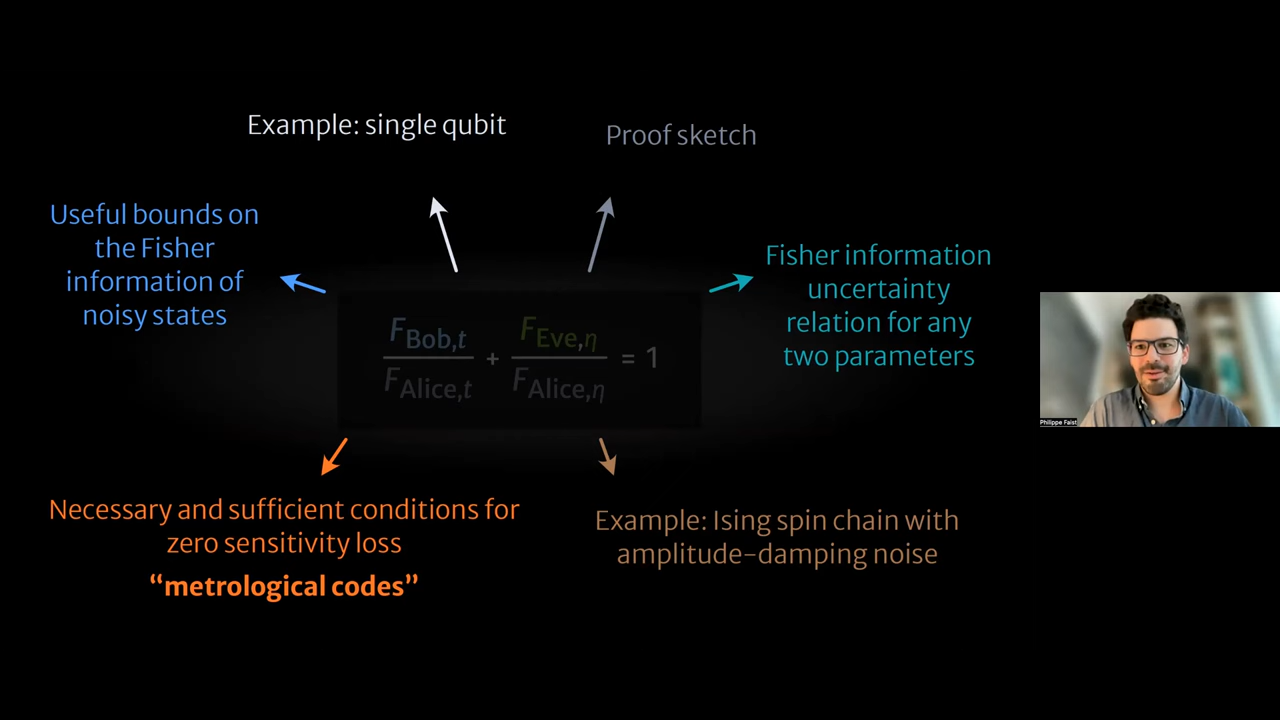 Example: single qubit
Proof sketch
Useful bounds on
the Fisher
information of
noisy states
Fisher information
uncertainty
relation for any
two parameters
F_Bob,t / F_Alice,t + F_Eve,η / F_Alice,η = 1
Necessary and sufficient conditions for
zero sensitivity loss
“metrological codes”
Example: Ising spin chain with
amplitude-damping noise
Philippe Faist